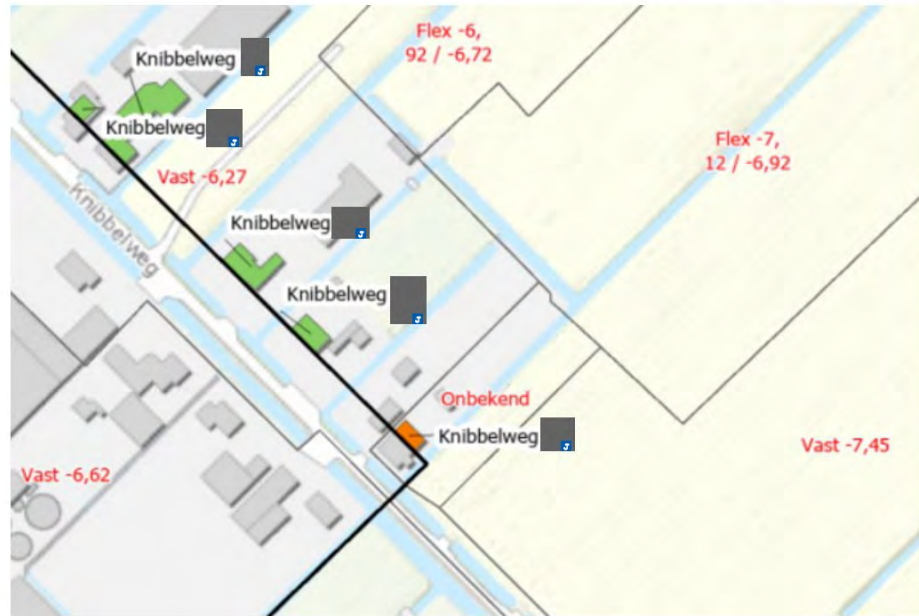 Flex -6,
92 / -6,72
Knibbelweg
Knibbelweg
Vast -6,27
Flex -7,
12 / -6,92
Knibbelweg
Knibbelweg
Knibbelweg
Onbekend
Knibbelweg
Vast -7,45
Vast -6,62